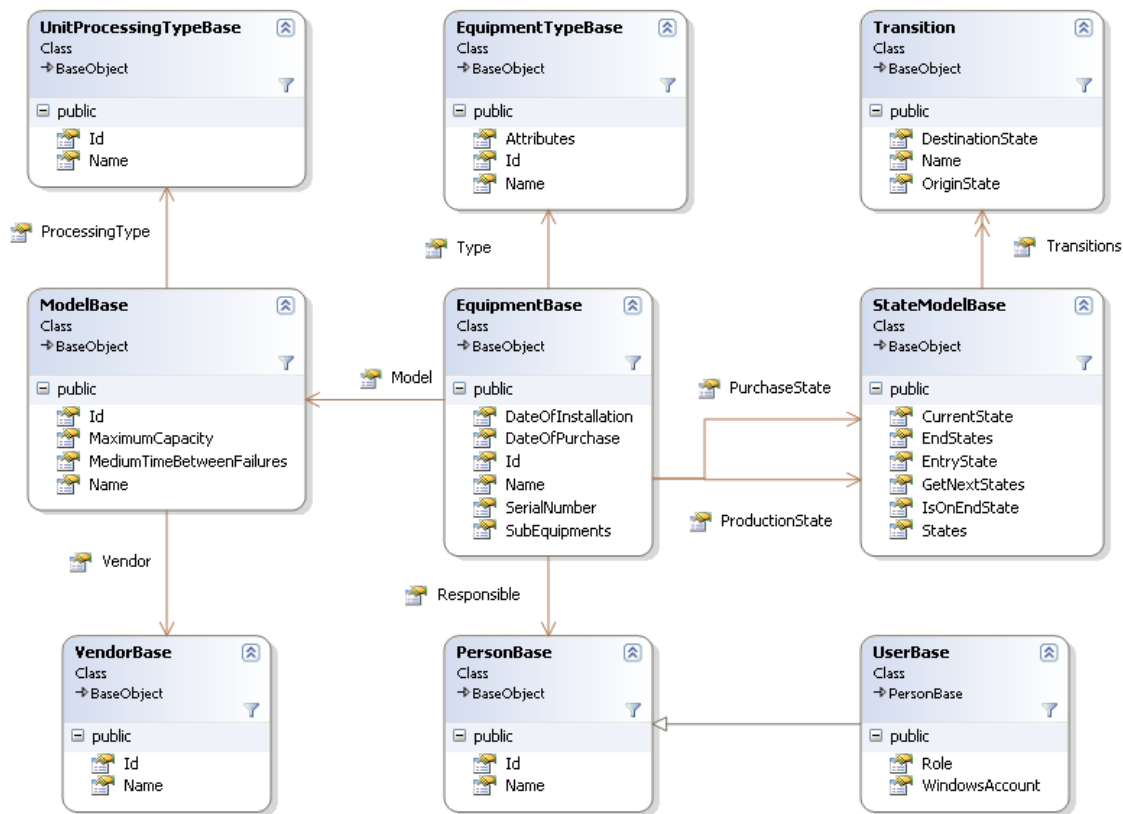 UnitProcessingTypeBase
Class
BaseObject
public
Id
Name
EquipmentTypeBase
Class
BaseObject
public
Attributes
Id
Name
Transition
Class
BaseObject
public
DestinationState
Name
OriginState
ProcessingType
Type
Transitions
ModelBase
Class
BaseObject
public
Id
MaximumCapacity
MediumTimeBetweenFailures
Name
Model
EquipmentBase
Class
BaseObject
public
DateOfInstallation
DateOfPurchase
Id
Name
SerialNumber
SubEquipments
PurchaseState
ProductionState
StateModelBase
Class
BaseObject
public
CurrentState
EndStates
EntryState
GetNextStates
IsOnEndState
States
Vendor
Responsible
VendorBase
Class
BaseObject
public
Id
Name
PersonBase
Class
BaseObject
public
Id
Name
UserBase
Class
PersonBase
public
Role
WindowsAccount